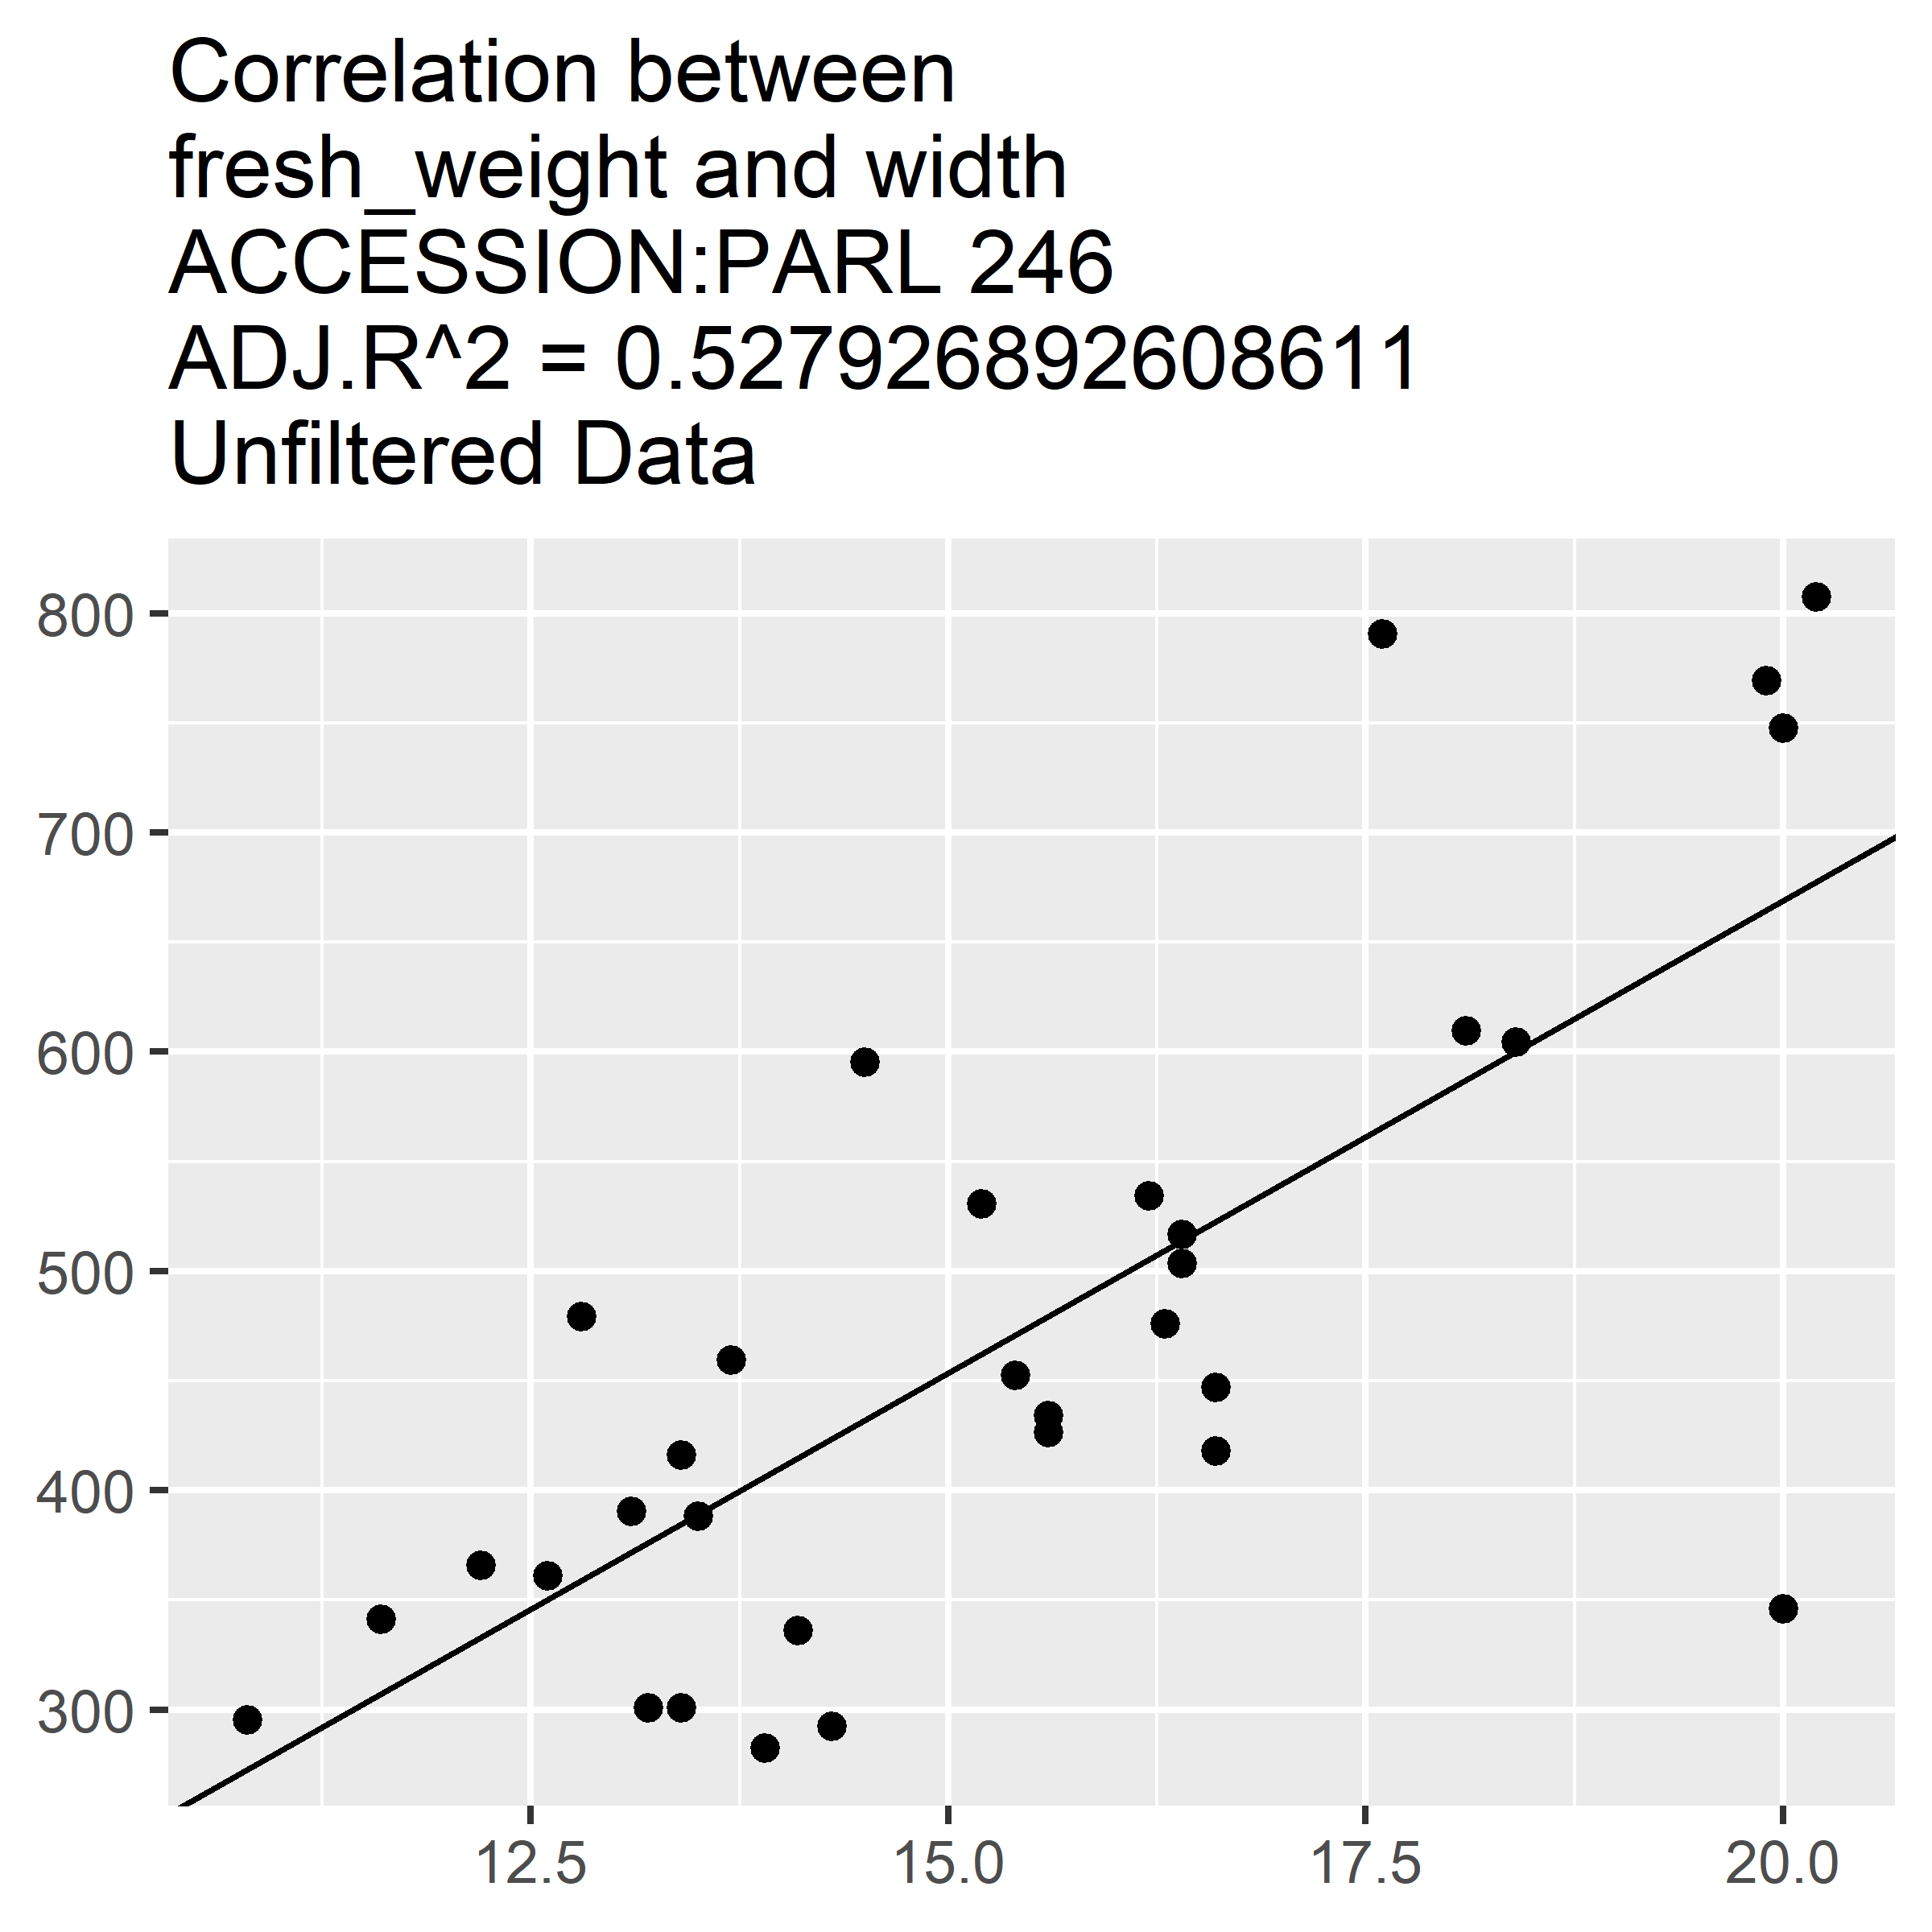 Correlation between
fresh_weight and width
ACCESSION:PARL 246
ADJ.R^2 = 0.527926892608611
Unfiltered Data
800
700
600
500
400
300
12.5 15.0 17.5 20.0